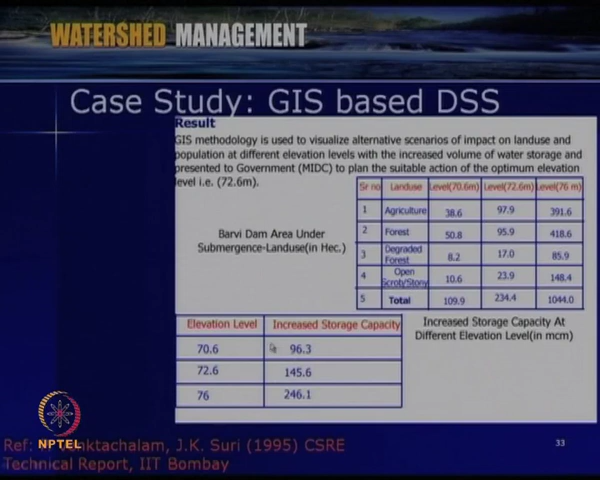 WATERSHED MANAGEMENT
Case Study: GIS based DSS
Result
GIS methodology is used to visualize alternative scenarios of impact on landuse and
population at different elevation levels with the increased volume of water storage and
presented to Government (MIDC) to plan the suitable action of the optimum elevation
level i.e. (72.6m).
Barvi Dam Area Under
Submergence-Landuse(in Hec.)
Sr no Landuse Level(70.6m) Level(72.6m) Level(76 m)
1 Agriculture 38.6 97.9 391.6
2 Forest 50.8 95.9 418.6
3 Degraded Forest 8.2 17.0 85.9
4 Open 10.6 23.9 148.4
5 Total 109.9 234.4 1044.0
Elevation Level Increased Storage Capacity
70.6 96.3
72.6 145.6
76 246.1
Increased Storage Capacity At
Different Elevation Level(in mcm)
NPTEL
Ref: J.K. Suri (1995) CSRE
Technical Report, IIT Bombay
33